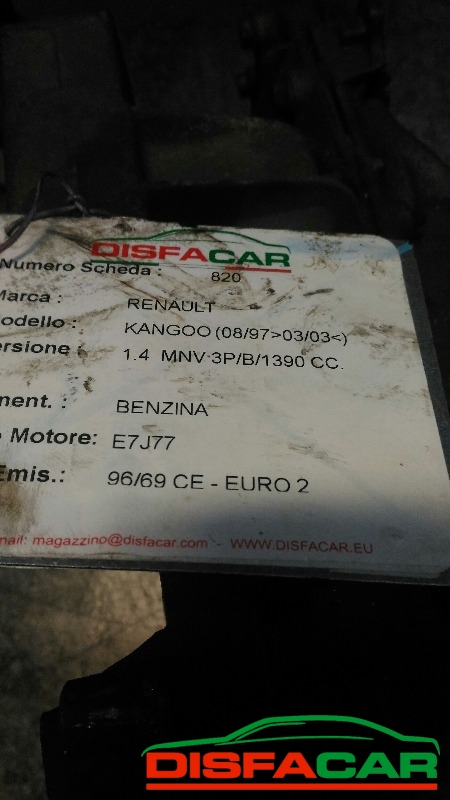 DISFACAR
Numero Scheda : 820
Marca : RENAULT
odello : KANGOO (08/97>03/03<)
ersione : 1.4 MNV 3P/B/1390 CC.
ment. : BENZINA
o Motore: E7J77
Emis.: 96/69 CE - EURO 2
mail: magazzino@disfacar.com - WWW.DISFACAR.EU
DISFACAR